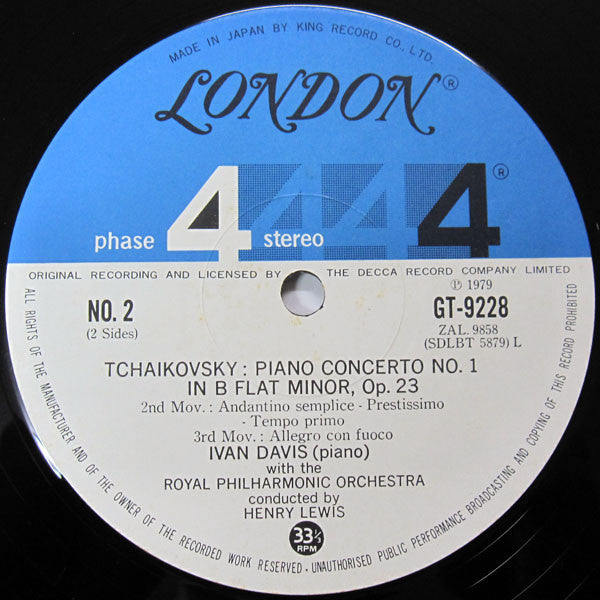 MADE IN JAPAN BY KING RECORD CO., LTD.
LONDON®
phase 4 stereo 4 4 4®
ORIGINAL RECORDING AND LICENSED BY THE DECCA RECORD COMPANY LIMITED
NO. 2
(2 Sides)
Ⓟ 1979
GT-9228
ZAL. 9858
(SDLBT 5879) L
TCHAIKOVSKY : PIANO CONCERTO NO. 1
IN B FLAT MINOR, Op. 23
2nd Mov. : Andantino semplice - Prestissimo
- Tempo primo
3rd Mov. : Allegro con fuoco
IVAN DAVIS (piano)
with the
ROYAL PHILHARMONIC ORCHESTRA
conducted by
HENRY LEWIS
33⅓
RPM
ALL RIGHTS OF THE MANUFACTURER AND OF THE OWNER OF THE RECORDED WORK RESERVED · UNAUTHORISED PUBLIC PERFORMANCE BROADCASTING AND COPYING OF THIS RECORD PROHIBITED